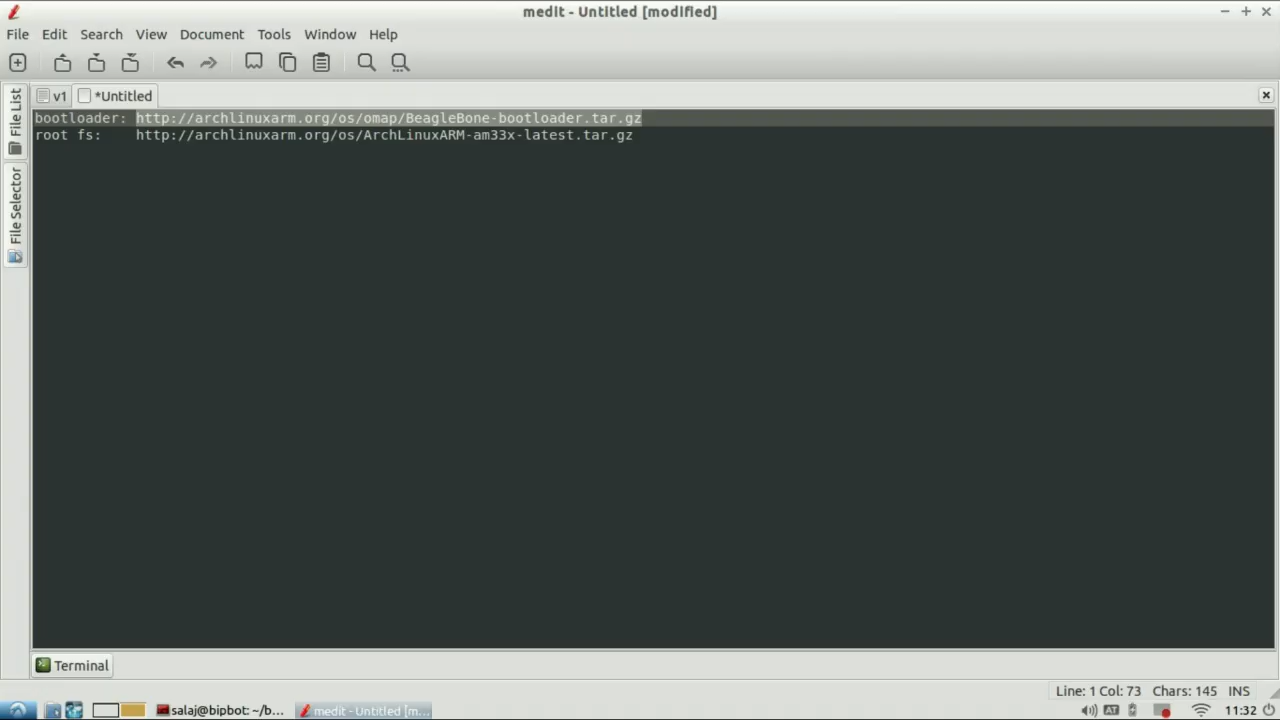 medit - Untitled [modified]
File Edit Search View Document Tools Window Help
v1 *Untitled
File List
File Selector
bootloader: http://archlinuxarm.org/os/omap/BeagleBone-bootloader.tar.gz
root fs: http://archlinuxarm.org/os/ArchLinuxARM-am33x-latest.tar.gz
Terminal
Line: 1 Col: 73 Chars: 145 INS
salaj@bipbot: ~/b... medit - Untitled [m... AT 11:32